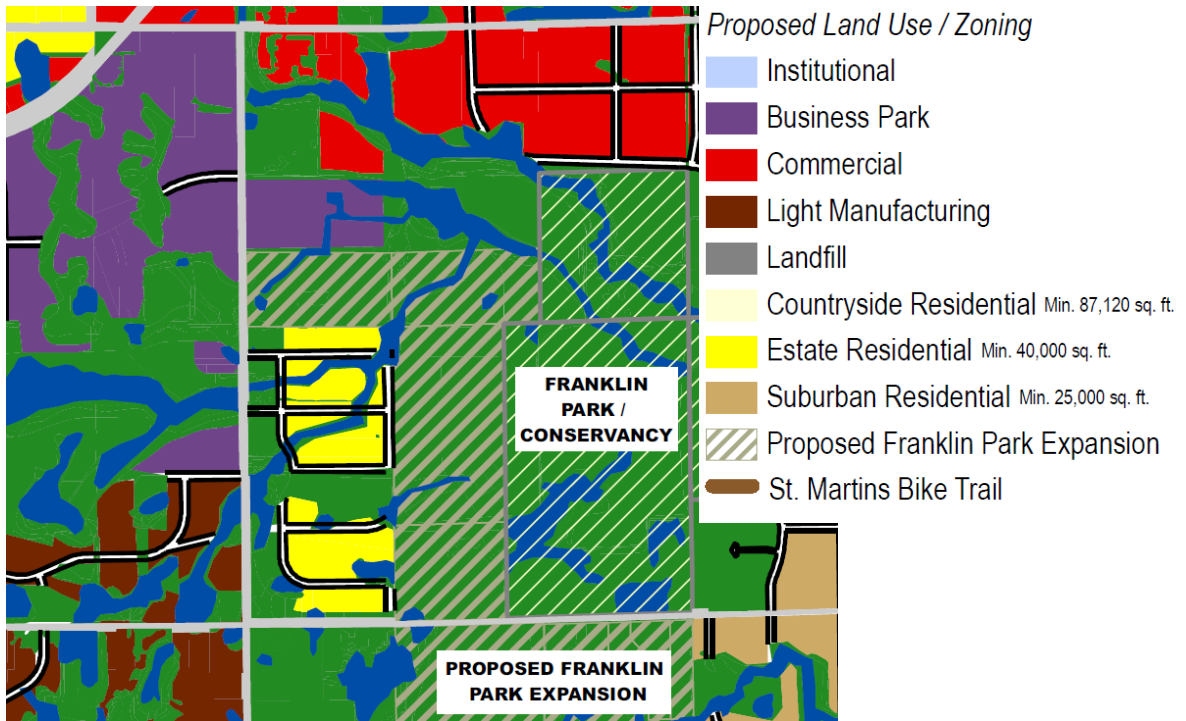 Proposed Land Use / Zoning
Institutional
Business Park
Commercial
Light Manufacturing
Landfill
Countryside Residential Min. 87,120 sq. ft.
Estate Residential Min. 40,000 sq. ft.
Suburban Residential Min. 25,000 sq. ft.
Proposed Franklin Park Expansion
St. Martins Bike Trail
FRANKLIN
PARK /
CONSERVANCY
PROPOSED FRANKLIN
PARK EXPANSION